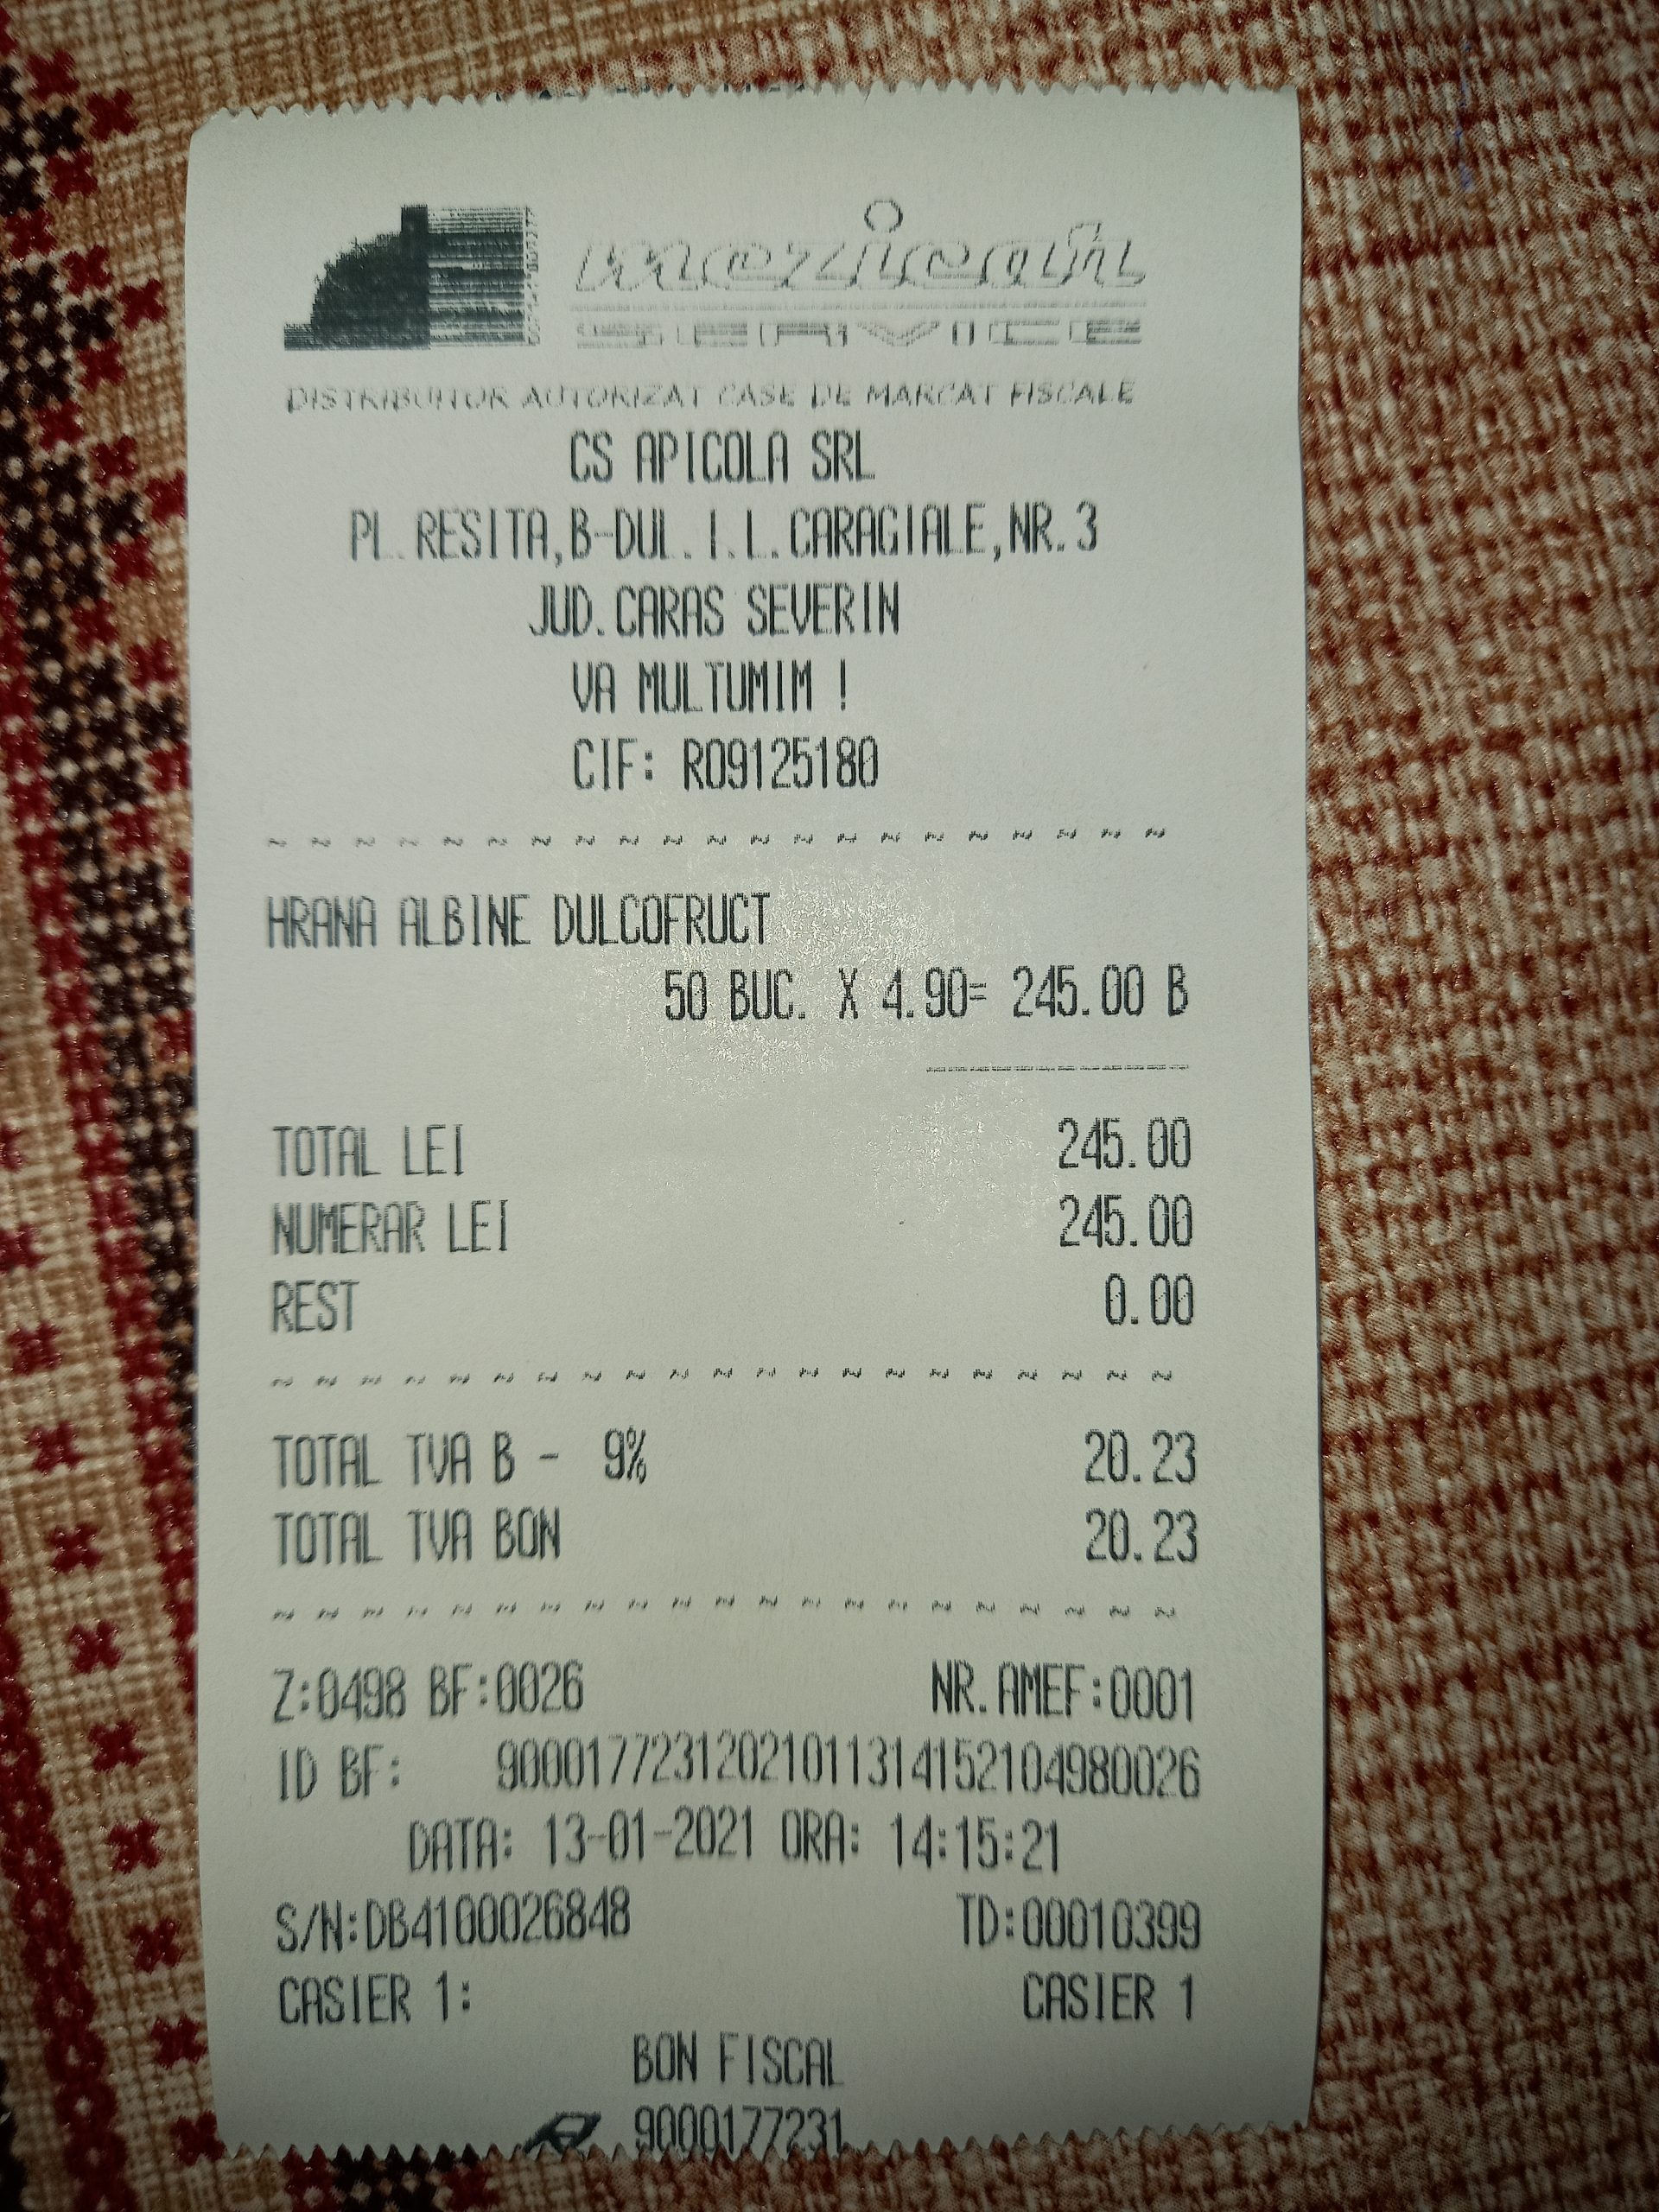 mericah
SERVICE
DISTRIBUITOR AUTORIZAT CASE DE MARCAT FISCALE
CS APICOLA SRL
PL.RESITA,B-DUL.I.L.CARAGIALE,NR.3
JUD.CARAS SEVERIN
VA MULTUMIM !
CIF: RO9125180
~ ~ ~ ~ ~ ~ ~ ~ ~ ~ ~ ~ ~ ~ ~ ~ ~ ~ ~ ~ ~
HRANA ALBINE DULCOFRUCT
50 BUC. X 4.90= 245.00 B
TOTAL LEI 245.00
NUMERAR LEI 245.00
REST 0.00
~ ~ ~ ~ ~ ~ ~ ~ ~ ~ ~ ~ ~ ~ ~ ~ ~ ~ ~ ~ ~
TOTAL TVA B - 9% 20.23
TOTAL TVA BON 20.23
~ ~ ~ ~ ~ ~ ~ ~ ~ ~ ~ ~ ~ ~ ~ ~ ~ ~ ~ ~ ~
Z:0498 BF:0026 NR.AMEF:0001
ID BF: 90001772312021011314152104980026
DATA: 13-01-2021 ORA: 14:15:21
S/N:DB4100026848 TD:00010399
CASIER 1: CASIER 1
BON FISCAL
9000177231